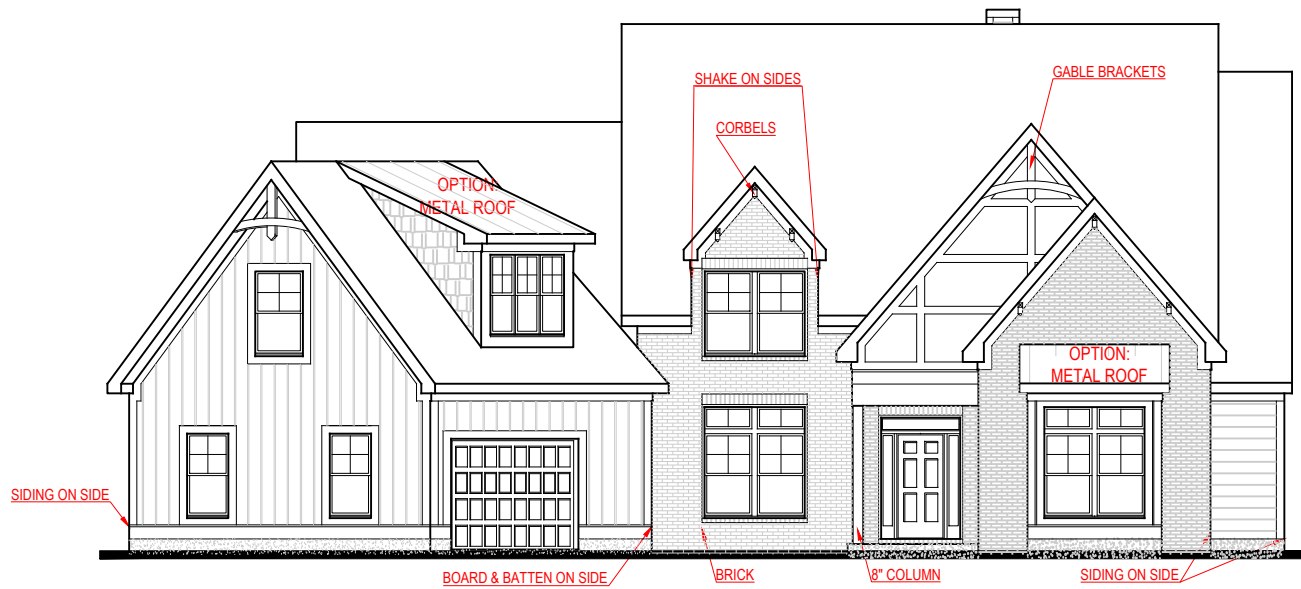 SHAKE ON SIDES
GABLE BRACKETS
CORBELS
OPTION:
METAL ROOF
OPTION:
METAL ROOF
SIDING ON SIDE
BOARD & BATTEN ON SIDE
BRICK
8" COLUMN
SIDING ON SIDE